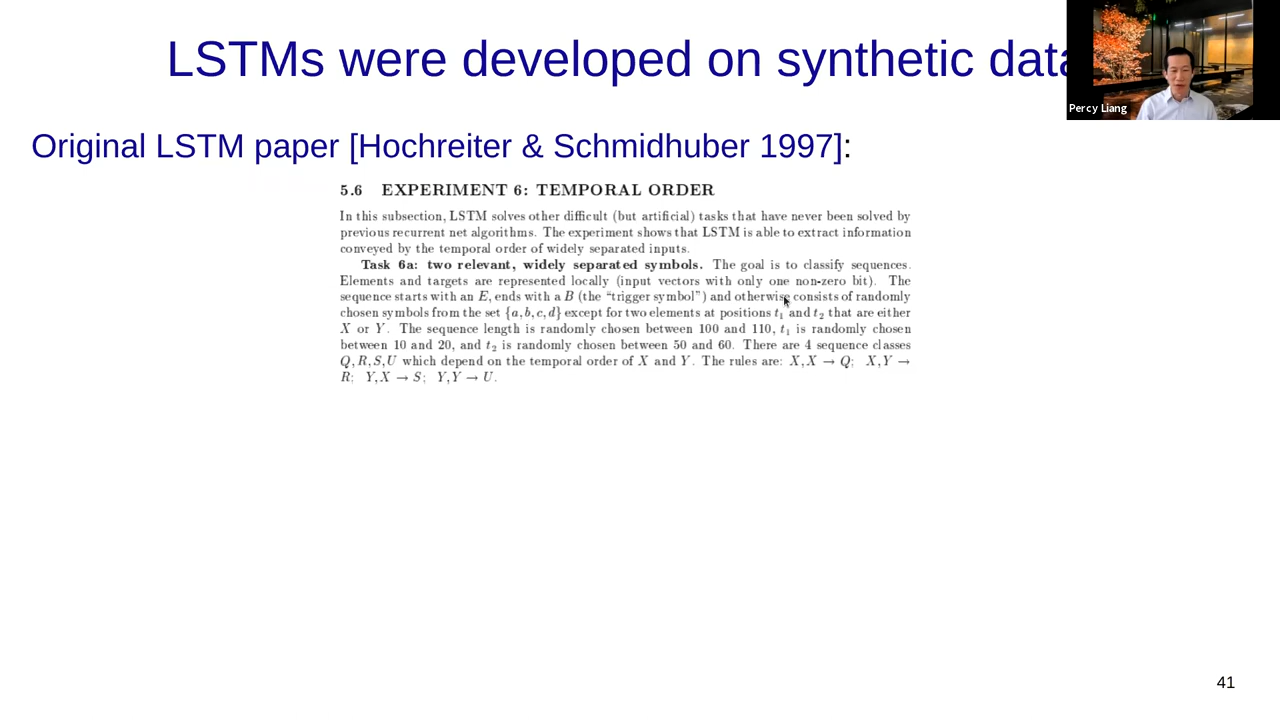 LSTMs were developed on synthetic data
Percy Liang
Original LSTM paper [Hochreiter & Schmidhuber 1997]:
5.6 EXPERIMENT 6: TEMPORAL ORDER
In this subsection, LSTM solves other difficult (but artificial) tasks that have never been solved by
previous recurrent net algorithms. The experiment shows that LSTM is able to extract information
conveyed by the temporal order of widely separated inputs.
Task 6a: two relevant, widely separated symbols. The goal is to classify sequences.
Elements and targets are represented locally (input vectors with only one non-zero bit). The
sequence starts with an E, ends with a B (the “trigger symbol”) and otherwise consists of randomly
chosen symbols from the set {a, b, c, d} except for two elements at positions t₁ and t₂ that are either
X or Y. The sequence length is randomly chosen between 100 and 110, t₁ is randomly chosen
between 10 and 20, and t₂ is randomly chosen between 50 and 60. There are 4 sequence classes
Q, R, S, U which depend on the temporal order of X and Y. The rules are: X, X → Q; X, Y →
R; Y, X → S; Y, Y → U.
41